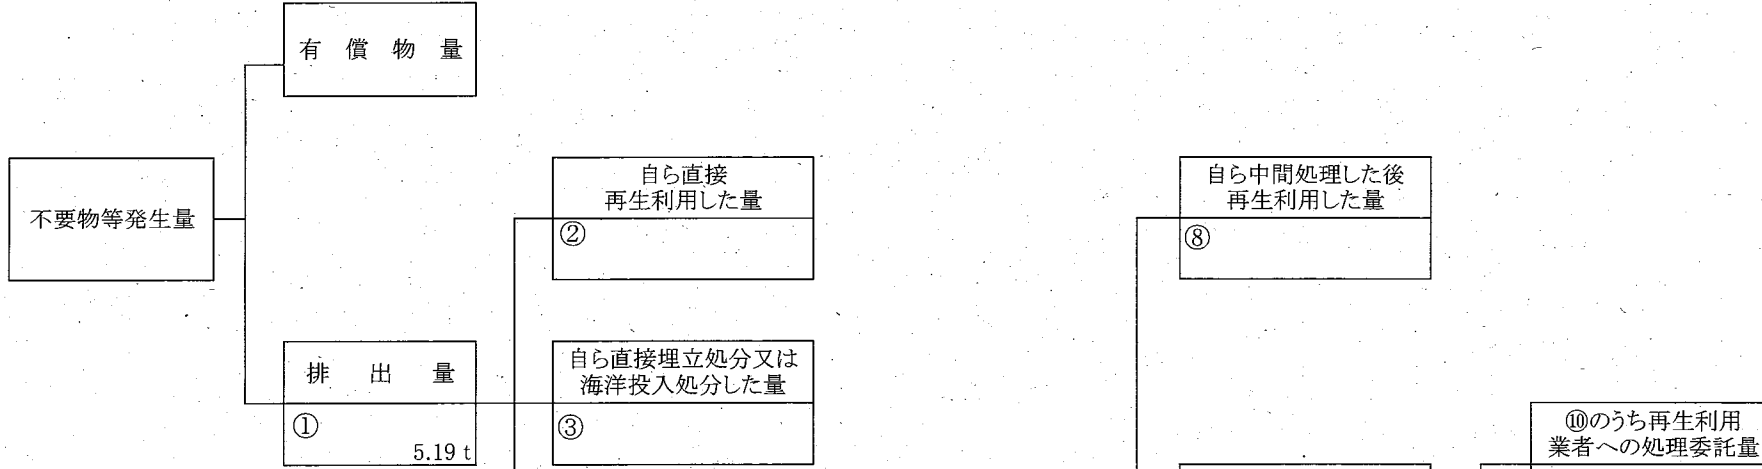 有償物量
不要物等発生量
自ら直接
再生利用した量
②
自ら中間処理した後
再生利用した量
⑧
排出量
①
5.19 t
自ら直接埋立処分又は
海洋投入処分した量
③
⑩のうち再生利用
業者への処理委託量